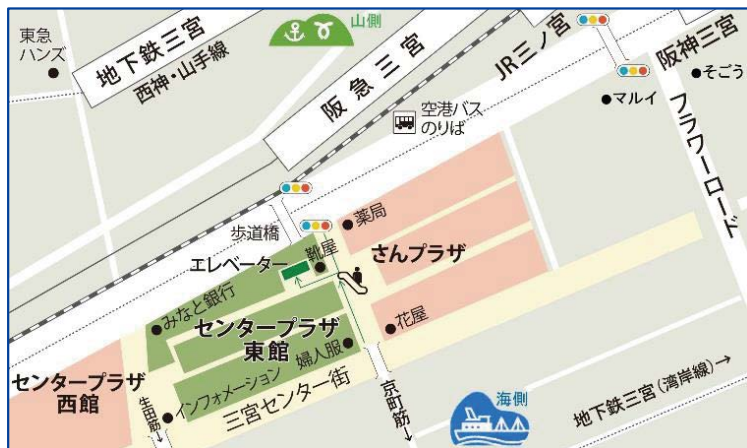 東急
ハンズ
地下鉄三宮
西神・山手線
山側
阪急三宮
JR三ノ宮
阪神三宮
そごう
マルイ
空港バス
のりば
フラワーロード
歩道橋
薬局
エレベーター
靴屋
さんプラザ
みなと銀行
センタープラザ
東館
花屋
婦人服
センタープラザ
西館
インフォメーション
三宮センター街
生田筋→
京町筋→
海側
地下鉄三宮(湾岸線)→